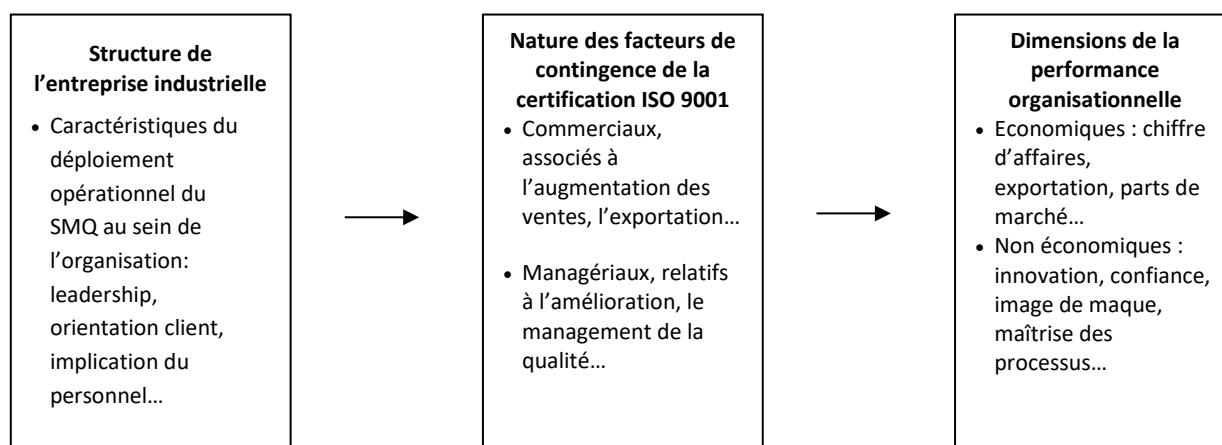 Structure de
l’entreprise industrielle
• Caractéristiques du
déploiement
opérationnel du
SMQ au sein de
l’organisation:
leadership,
orientation client,
implication du
personnel…
Nature des facteurs de
contingence de la
certification ISO 9001
• Commerciaux,
associés à
l’augmentation des
ventes, l’exportation…
• Managériaux, relatifs
à l’amélioration, le
management de la
qualité…
Dimensions de la
performance
organisationnelle
• Economiques : chiffre
d’affaires,
exportation, parts de
marché…
• Non économiques :
innovation, confiance,
image de maque,
maîtrise des
processus…